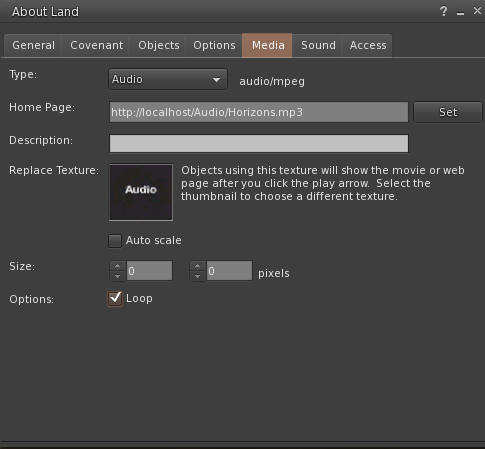 About Land
General Covenant Objects Options Media Sound Access
Type: Audio audio/mpeg
Home Page: http://localhost/Audio/Horizons.mp3 Set
Description:
Replace Texture: Audio Objects using this texture will show the movie or web
page after you click the play arrow. Select the
thumbnail to choose a different texture.
Auto scale
Size: 0 0 pixels
Options: Loop